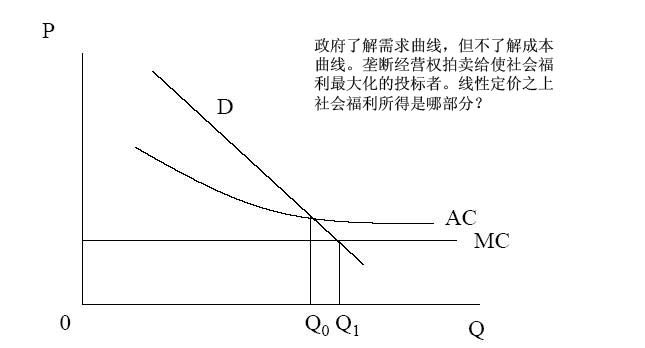 P
政府了解需求曲线，但不了解成本
曲线。垄断经营权拍卖给使社会福
利最大化的投标者。线性定价之上
社会福利所得是哪部分？
D
AC
MC
0
Q₀ Q₁
Q